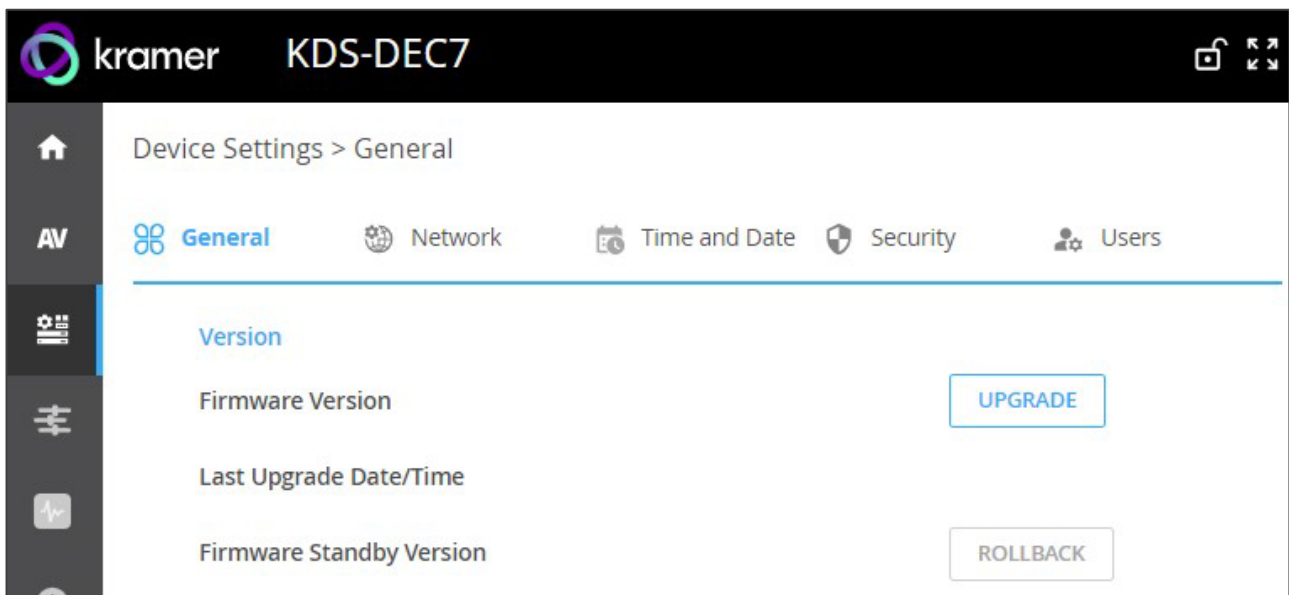 kramer KDS-DEC7
Device Settings > General
AV General Network Time and Date Security Users
Version
Firmware Version UPGRADE
Last Upgrade Date/Time
Firmware Standby Version ROLLBACK